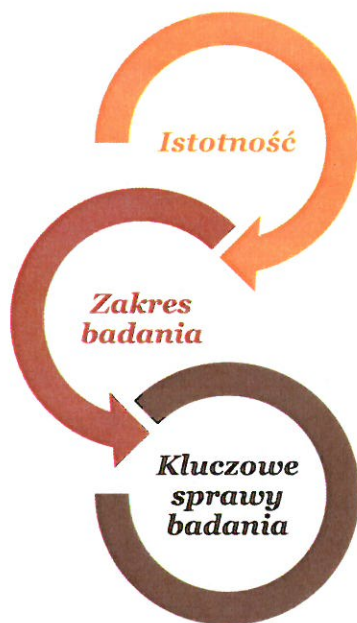 Istotność
Zakres
badania
Kluczowe
sprawy
badania